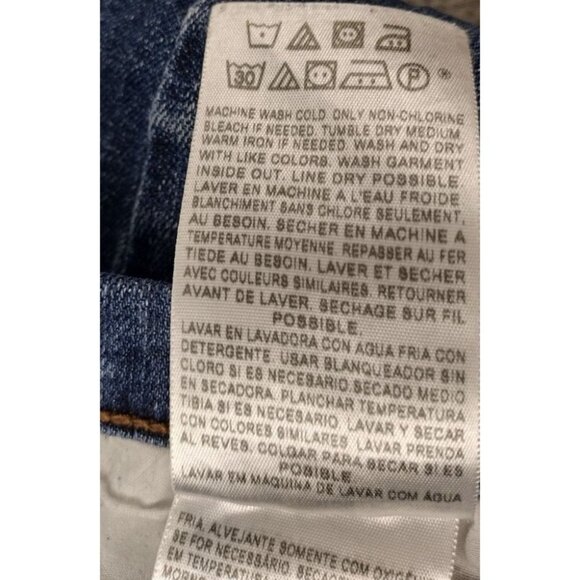 30 P ®
MACHINE WASH COLD. ONLY NON-CHLORINE
BLEACH IF NEEDED. TUMBLE DRY MEDIUM.
WARM IRON IF NEEDED. WASH AND DRY
WITH LIKE COLORS. WASH GARMENT
INSIDE OUT. LINE DRY POSSIBLE.
LAVER EN MACHINE A L'EAU FROIDE.
BLANCHIMENT SANS CHLORE SEULEMENT.
AU BESOIN. SECHER EN MACHINE A
TEMPERATURE MOYENNE. REPASSER AU FER
TIEDE AU BESOIN. LAVER ET SECHER
AVEC COULEURS SIMILAIRES. RETOURNER
AVANT DE LAVER. SECHAGE SUR FIL
POSSIBLE.
LAVAR EN LAVADORA CON AGUA FRIA CON
DETERGENTE. USAR BLANQUEADOR SIN
CLORO SI ES NECESARIO SECADO MEDIO
EN SECADORA. PLANCHAR TEMPERATURA
TIBIA SI ES NECESARIO. LAVAR Y SECAR
CON COLORES SIMILARES. LAVAR PRENDA
AL REVES. COLGAR PARA SECAR SI ES
POSIBLE
LAVAR EM MAQUINA DE LAVAR COM AGUA
FRIA. ALVEJANTE SOMENTE COM OXIGÊN
SE FOR NECESSÁRIO.
EM TEMPERATURA